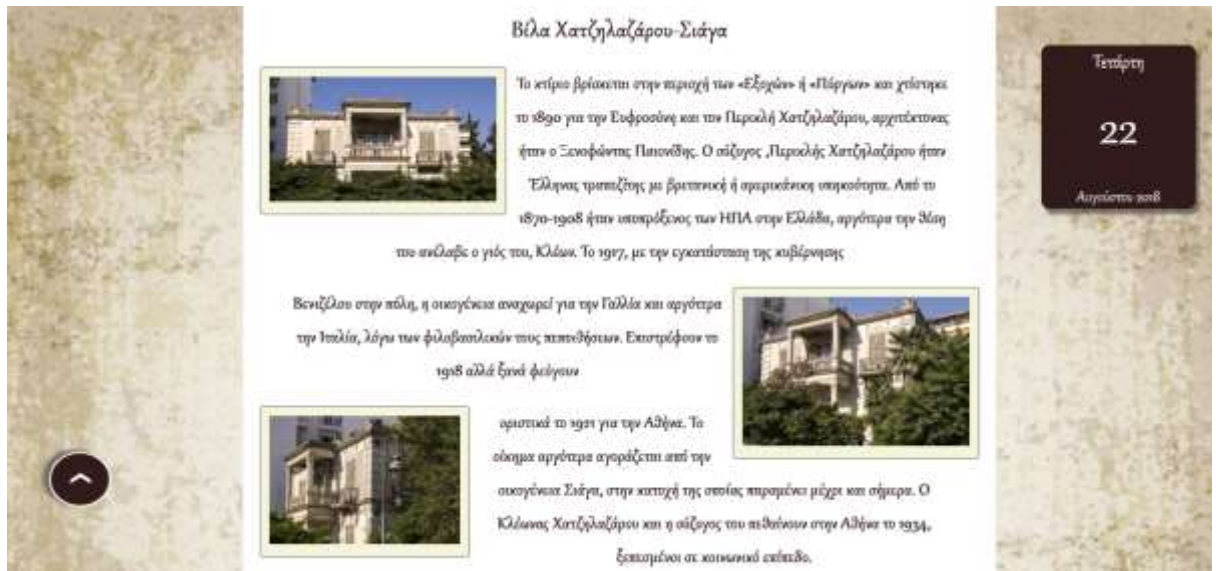 Βίλα Χατζηλαζάρου-Σιάγα
Το κτίριο βρίσκεται στην περιοχή των «Εξοχών» ή «Πύργων» και χτίστηκε
το 1890 για την Ευφροσύνη και τον Περικλή Χατζηλαζάρου, αρχιτέκτονας
ήταν ο Ξενοφώντας Παιονίδης. Ο σύζυγος ,Περικλής Χατζηλαζάρου ήταν
Έλληνας τραπεζίτης με βρετανική ή αμερικάνικη υπηκοότητα. Από το
1870-1908 ήταν υποπρόξενος των ΗΠΑ στην Ελλάδα, αργότερα την θέση
του ανέλαβε ο γιός του, Κλέων. Το 1917, με την εγκατάσταση της κυβέρνησης
Βενιζέλου στην πόλη, η οικογένεια αναχωρεί για την Γαλλία και αργότερα
την Ιταλία, λόγω των φιλοβασιλικών τους πεποιθήσεων. Επιστρέφουν το
1918 αλλά ξανά φεύγουν
οριστικά το 1921 για την Αθήνα. Το
οίκημα αργότερα αγοράζεται από την
οικογένεια Σιάγα, στην κατοχή της οποίας παραμένει μέχρι και σήμερα. Ο
Κλέωνας Χατζηλαζάρου και η σύζυγος του πεθαίνουν στην Αθήνα το 1934,
ξεπεσμένοι σε κοινωνικό επίπεδο.
Τετάρτη
22
Αυγούστου 2018